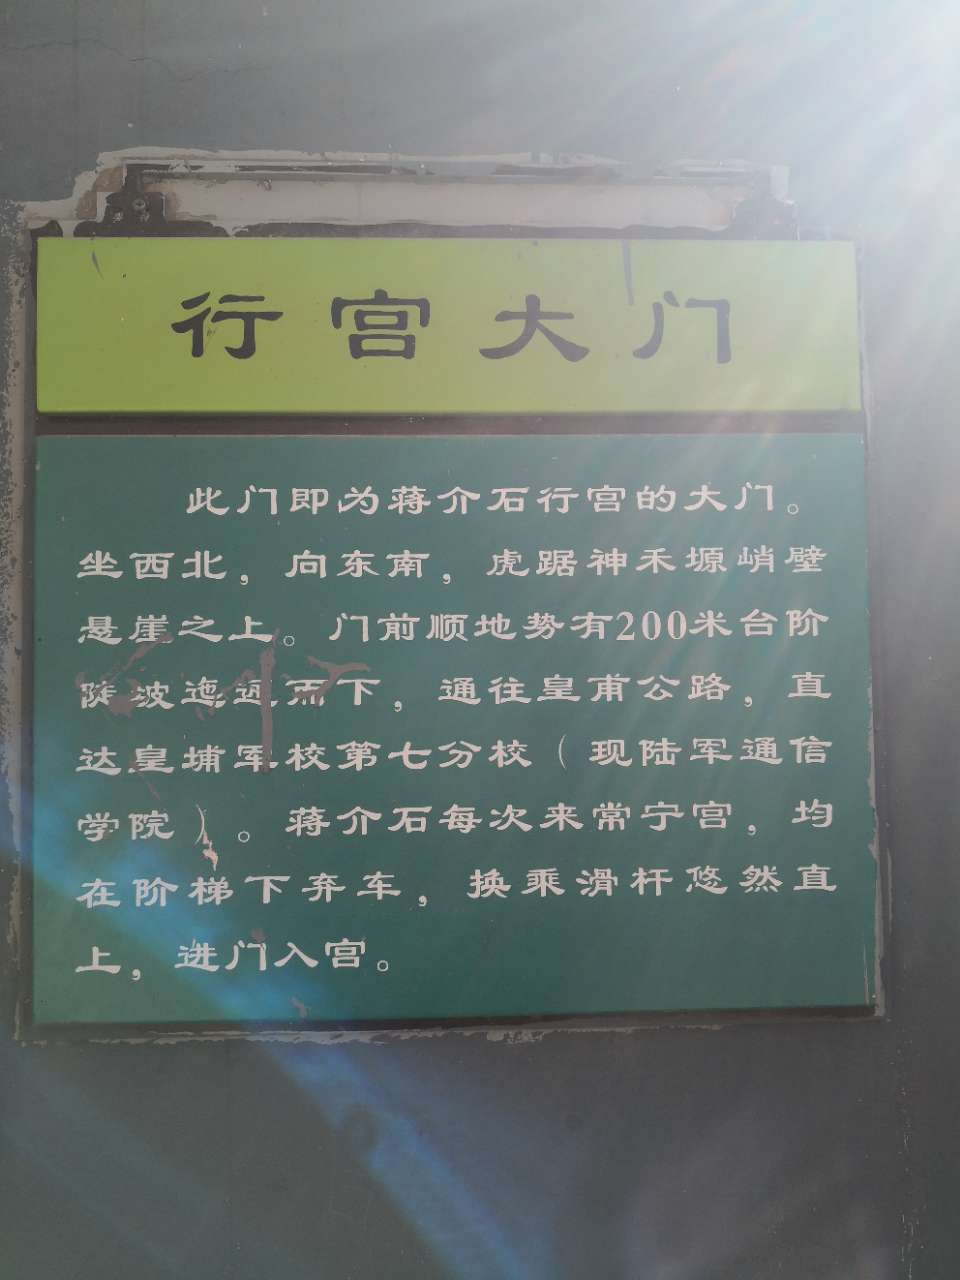 行宫大门
此门即为蒋介石行宫的大门。
坐西北，向东南，虎踞神禾塬峭壁
悬崖之上。门前顺地势有200米台阶
陡坡迤逦而下，通往皇甫公路，直
达皇埔军校第七分校（现陆军通信
学院）。蒋介石每次来常宁宫，均
在阶梯下弃车，换乘滑杆悠然直
上，进门入宫。